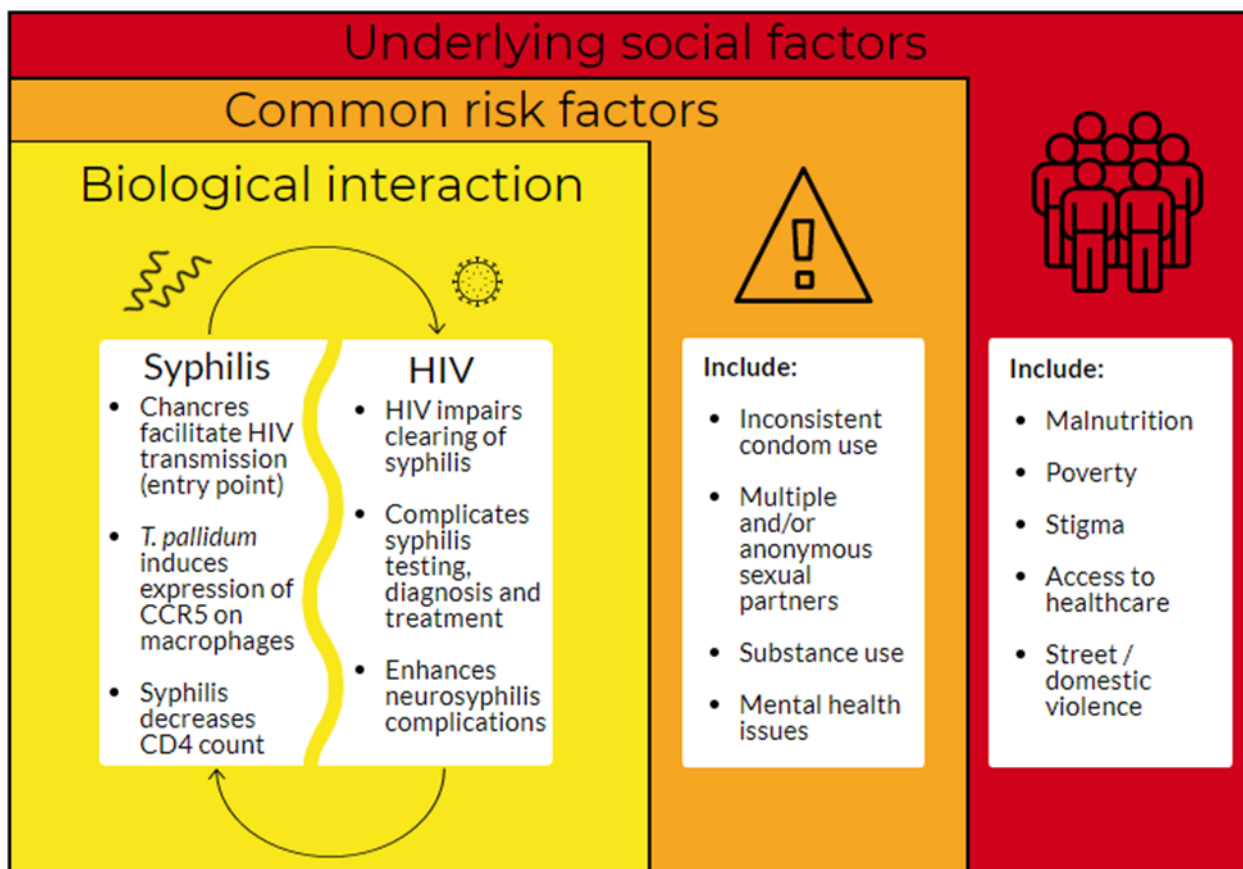 Underlying social factors
Common risk factors
Biological interaction
Syphilis
• Chancres
facilitate HIV
transmission
(entry point)
• T. pallidum
induces
expression of
CCR5 on
macrophages
• Syphilis
decreases
CD4 count
HIV
• HIV impairs
clearing of
syphilis
• Complicates
syphilis
testing,
diagnosis and
treatment
• Enhances
neurosyphilis
complications
Include:
• Inconsistent
condom use
• Multiple
and/or
anonymous
sexual
partners
• Substance use
• Mental health
issues
Include:
• Malnutrition
• Poverty
• Stigma
• Access to
healthcare
• Street /
domestic
violence